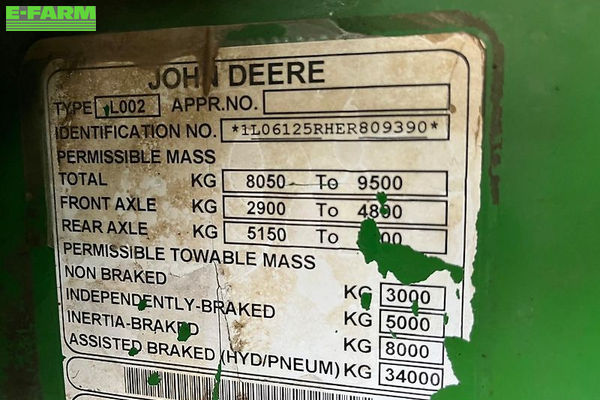 E-FARM
JOHN DEERE
TYPE L002 APPR.NO.
IDENTIFICATION NO. *1L06125RHER809390*
PERMISSIBLE MASS
TOTAL KG 8050 To 9500
FRONT AXLE KG 2900 To 4800
REAR AXLE KG 5150 To
PERMISSIBLE TOWABLE MASS
NON BRAKED KG 3000
INDEPENDENTLY-BRAKED KG 5000
INERTIA-BRAKED KG 8000
ASSISTED BRAKED (HYD/PNEUM) KG 34000